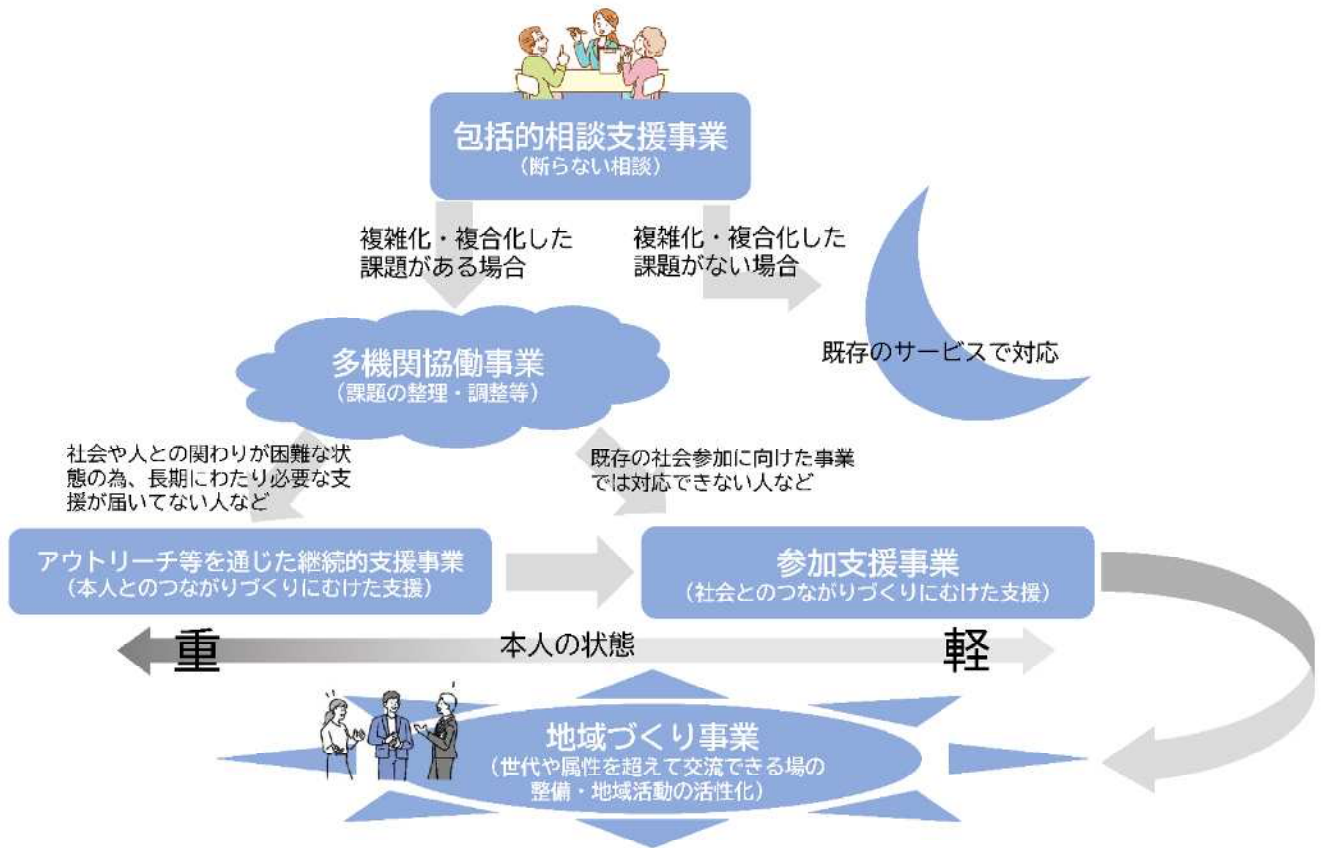 包括的相談支援事業
（断らない相談）
複雑化・複合化した
課題がある場合
複雑化・複合化した
課題がない場合
既存のサービスで対応
多機関協働事業
（課題の整理・調整等）
社会や人との関わりが困難な状
態の為、長期にわたり必要な支
援が届いてない人など
既存の社会参加に向けた事業
では対応できない人など
アウトリーチ等を通じた継続的支援事業
（本人とのつながりづくりにむけた支援）
参加支援事業
（社会とのつながりづくりにむけた支援）
重
本人の状態
軽
地域づくり事業
（世代や属性を超えて交流できる場の
整備・地域活動の活性化）